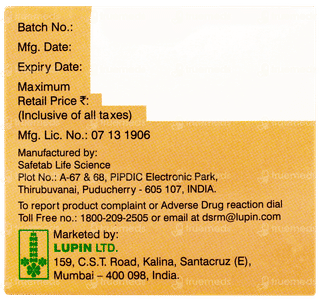 Batch No.:
Mfg. Date:
Expiry Date:
Maximum
Retail Price ₹:
(Inclusive of all taxes)
Mfg. Lic. No.: 07 13 1906
Manufactured by:
Safetab Life Science
Plot No.: A-67 & 68, PIPDIC Electronic Park,
Thirubuvanai, Puducherry - 605 107, INDIA.
To report product complaint or Adverse Drug reaction dial
Toll Free no.: 1800-209-2505 or email at dsrm@lupin.com
Marketed by:
LUPIN LTD.
159, C.S.T. Road, Kalina, Santacruz (E),
Mumbai – 400 098, India.